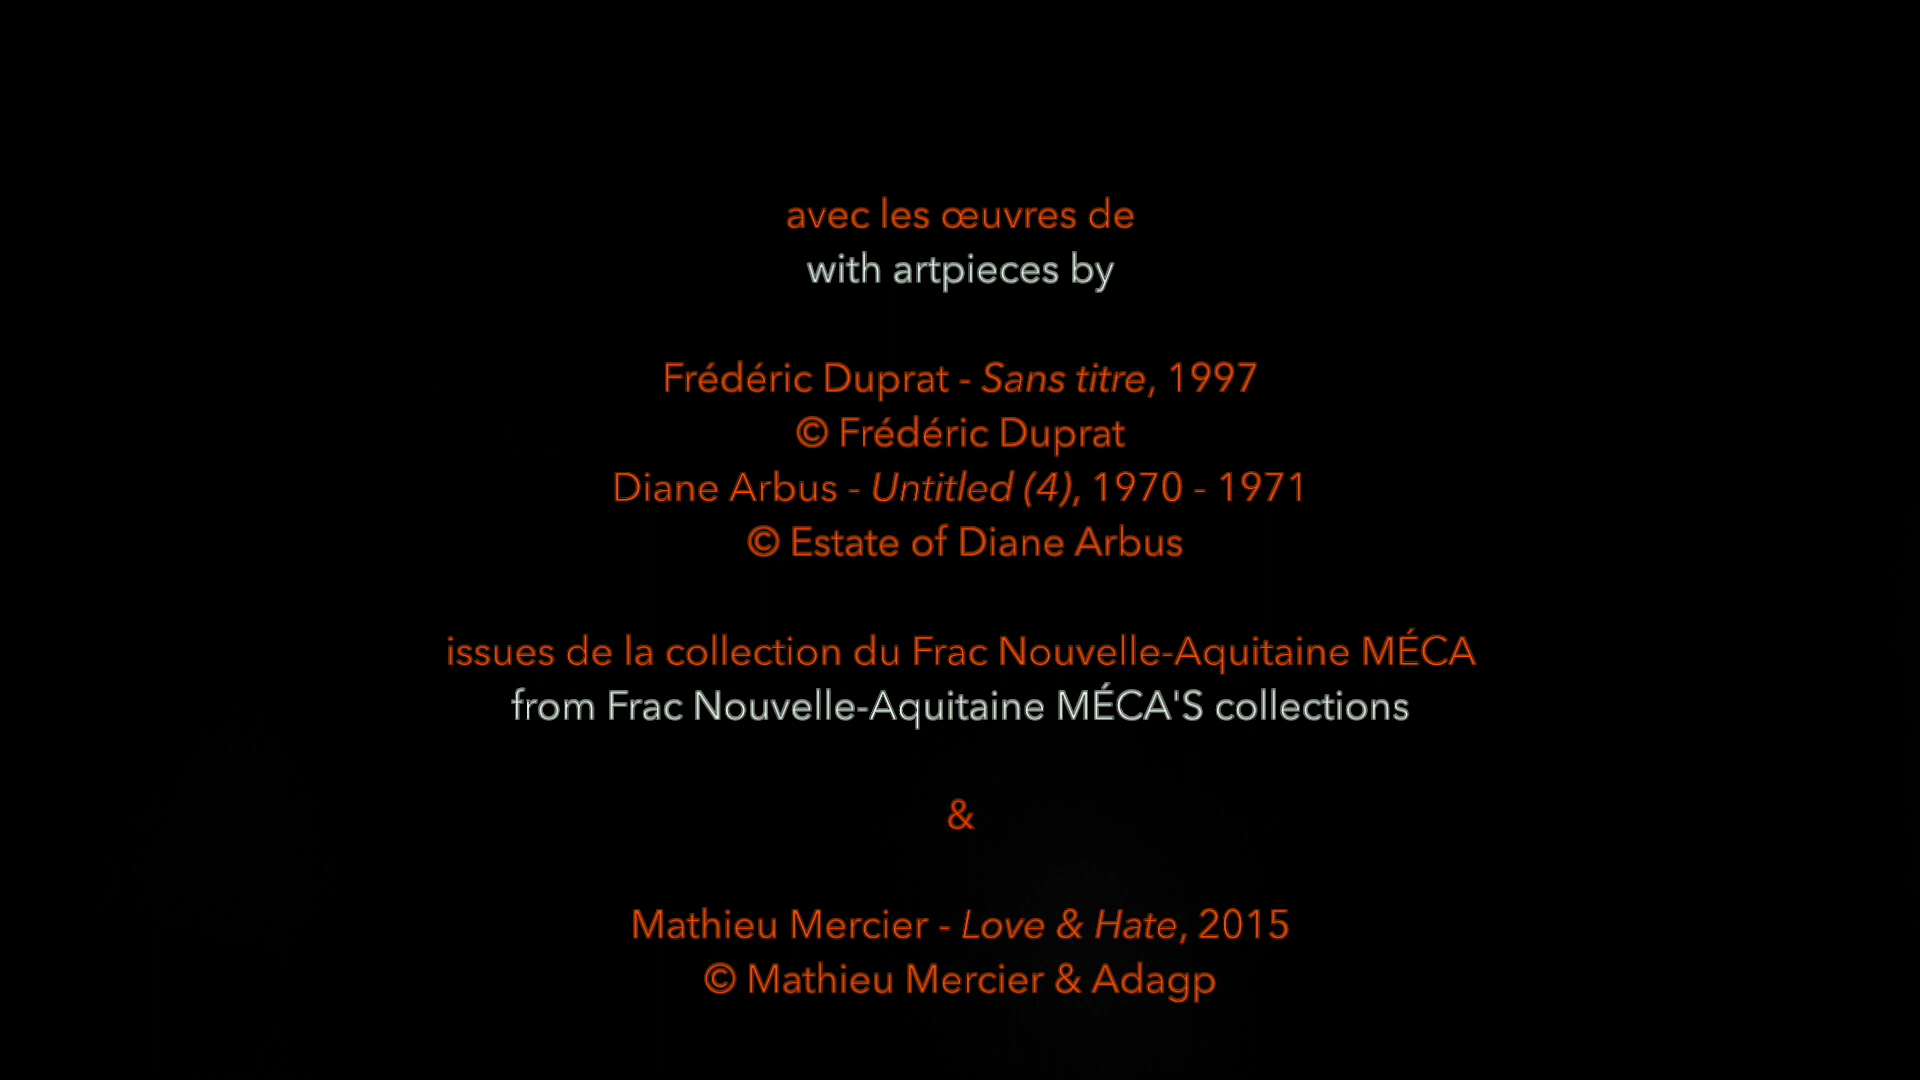 avec les œuvres de
with artpieces by
Frédéric Duprat - Sans titre, 1997
© Frédéric Duprat
Diane Arbus - Untitled (4), 1970 - 1971
© Estate of Diane Arbus
issues de la collection du Frac Nouvelle-Aquitaine MÉCA
from Frac Nouvelle-Aquitaine MÉCA'S collections
&
Mathieu Mercier - Love & Hate, 2015
© Mathieu Mercier & Adagp